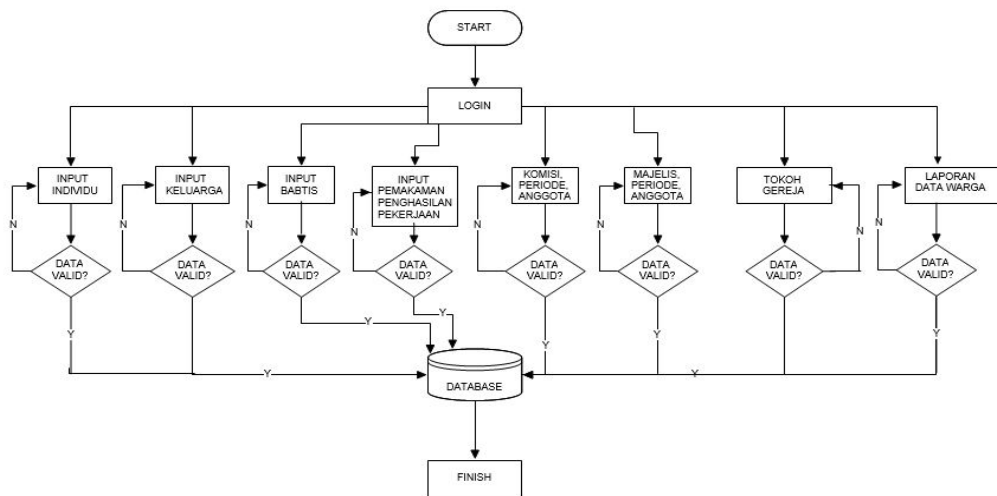 START
LOGIN
INPUT
INDIVIDU
INPUT
KELUARGA
INPUT
BABTIS
INPUT
PEMAKAMAN
PENGHASILAN
PEKERJAAN
KOMISI,
PERIODE,
ANGGOTA
MAJELIS,
PERIODE,
ANGGOTA
TOKOH
GEREJA
LAPORAN
DATA WARGA
N
N
N
N
N
N
N
N
DATA
VALID?
DATA
VALID?
DATA
VALID?
DATA
VALID?
DATA
VALID?
DATA
VALID?
DATA
VALID?
DATA
VALID?
Y
Y
Y
Y
Y
Y
Y
Y
DATABASE
FINISH